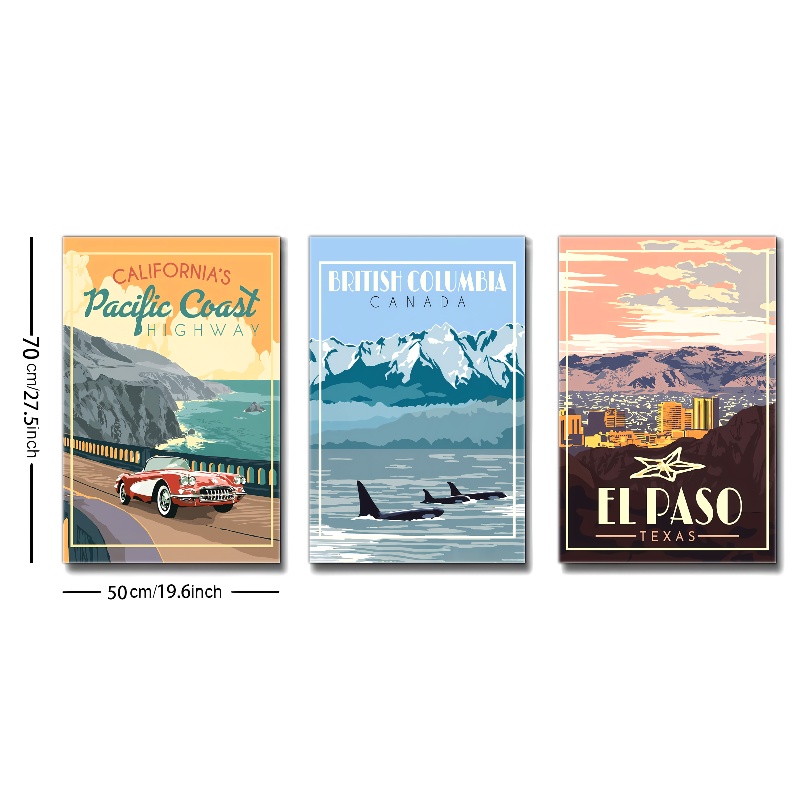 CALIFORNIA'S
Pacific Coast
HIGHWAY
BRITISH COLUMBIA
CANADA
EL PASO
TEXAS
70cm/27.5inch
50cm/19.6inch